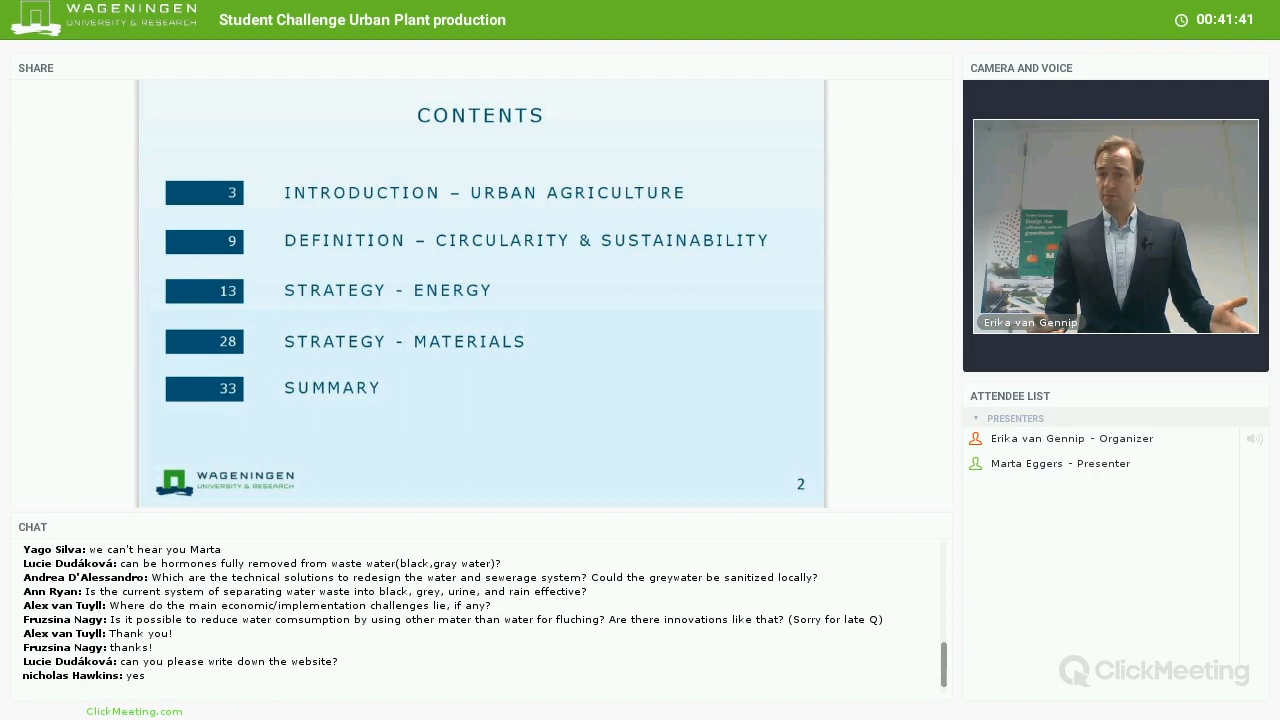 WAGENINGEN
UNIVERSITY & RESEARCH
Student Challenge Urban Plant production
00:41:41
SHARE
CONTENTS
3 INTRODUCTION – URBAN AGRICULTURE
9 DEFINITION – CIRCULARITY & SUSTAINABILITY
13 STRATEGY - ENERGY
28 STRATEGY - MATERIALS
33 SUMMARY
WAGENINGEN
UNIVERSITY & RESEARCH
2
CAMERA AND VOICE
Design the
ultimate urban
greenhouse
Erika van Gennip
ATTENDEE LIST
PRESENTERS
Erika van Gennip - Organizer
Marta Eggers - Presenter
CHAT
Yago Silva: we can't hear you Marta
Lucie Dudáková: can be hormones fully removed from waste water(black,gray water)?
Andrea D'Alessandro: Which are the technical solutions to redesign the water and sewerage system? Could the greywater be sanitized locally?
Ann Ryan: Is the current system of separating water waste into black, grey, urine, and rain effective?
Alex van Tuyll: Where do the main economic/implementation challenges lie, if any?
Fruzsina Nagy: Is it possible to reduce water comsumption by using other mater than water for fluching? Are there innovations like that? (Sorry for late Q)
Alex van Tuyll: Thank you!
Fruzsina Nagy: thanks!
Lucie Dudáková: can you please write down the website?
nicholas Hawkins: yes
ClickMeeting
ClickMeeting.com